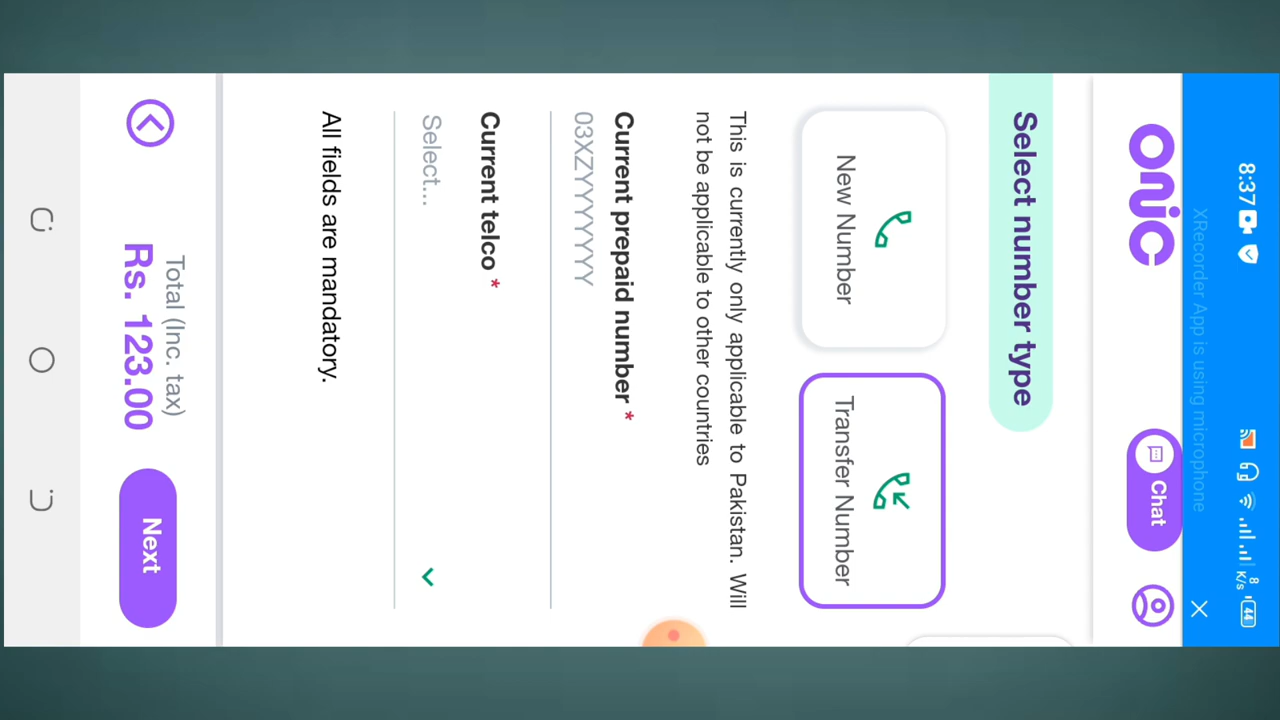 8:37
8
K/s
44
XRecorder App is using microphone
onic
Chat
Select number type
New Number
Transfer Number
This is currently only applicable to Pakistan. Will
not be applicable to other countries
Current prepaid number *
03XZYYYYYYY
Current telco *
Select...
All fields are mandatory.
Total (Inc. tax)
Rs. 123.00
Next